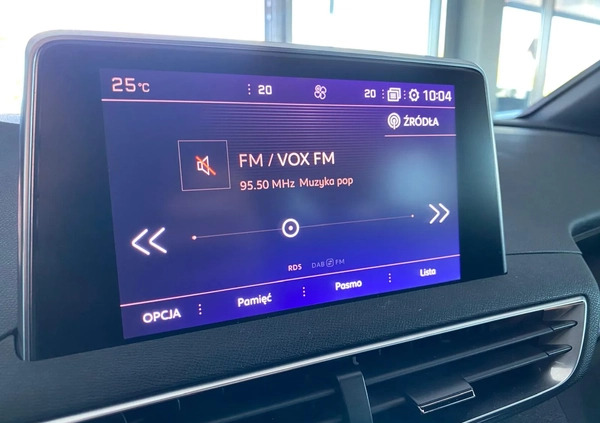 25°C
20
20
10:04
ŹRÓDŁA
FM / VOX FM
95.50 MHz Muzyka pop
RDS
DAB FM
OPCJA
Pamięć
Pasmo
Lista